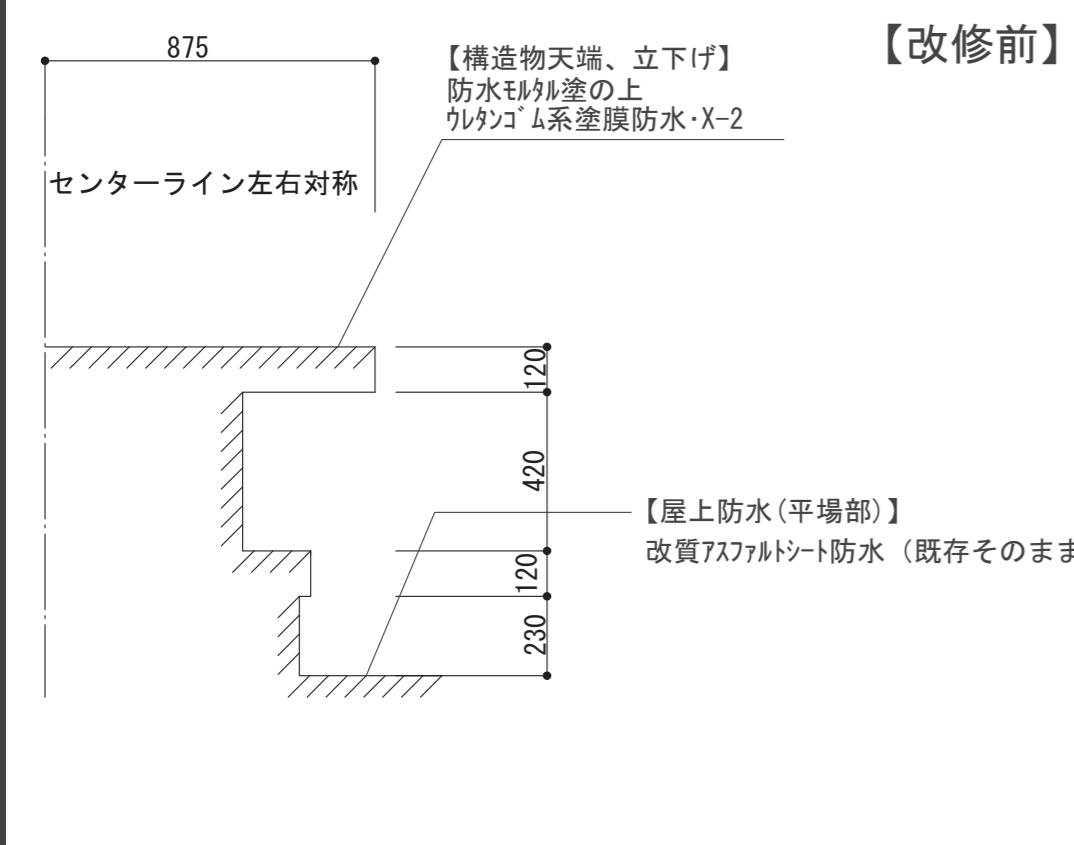 【改修前】
875
【構造物天端、立下げ】
防水ﾓﾙﾀﾙ塗の上
ｳﾚﾀﾝｺﾞﾑ系塗膜防水･X-2
センターライン左右対称
120
420
【屋上防水(平場部)】
改質ｱｽﾌｧﾙﾄｼｰﾄ防水（既存そのまま
120
230